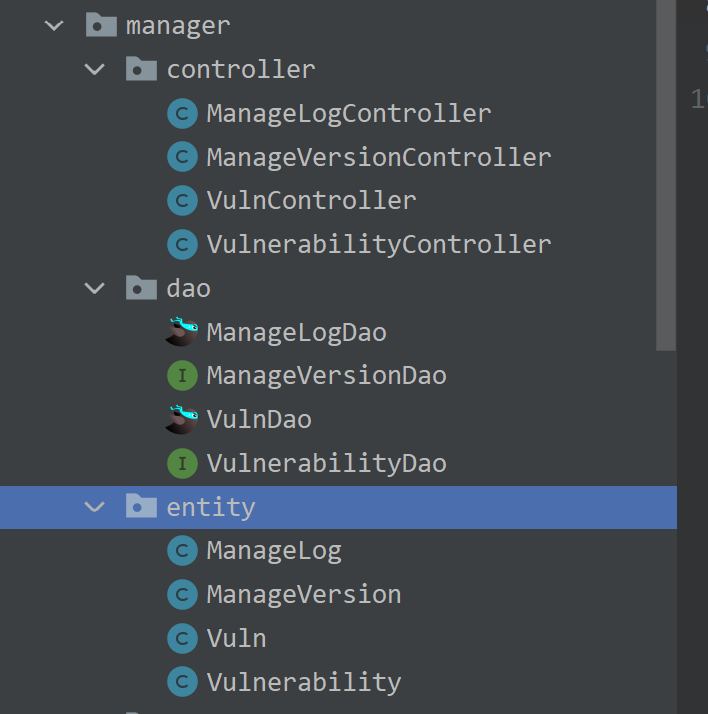 manager
controller
ManageLogController
ManageVersionController
VulnController
VulnerabilityController
dao
ManageLogDao
ManageVersionDao
VulnDao
VulnerabilityDao
entity
ManageLog
ManageVersion
Vuln
Vulnerability